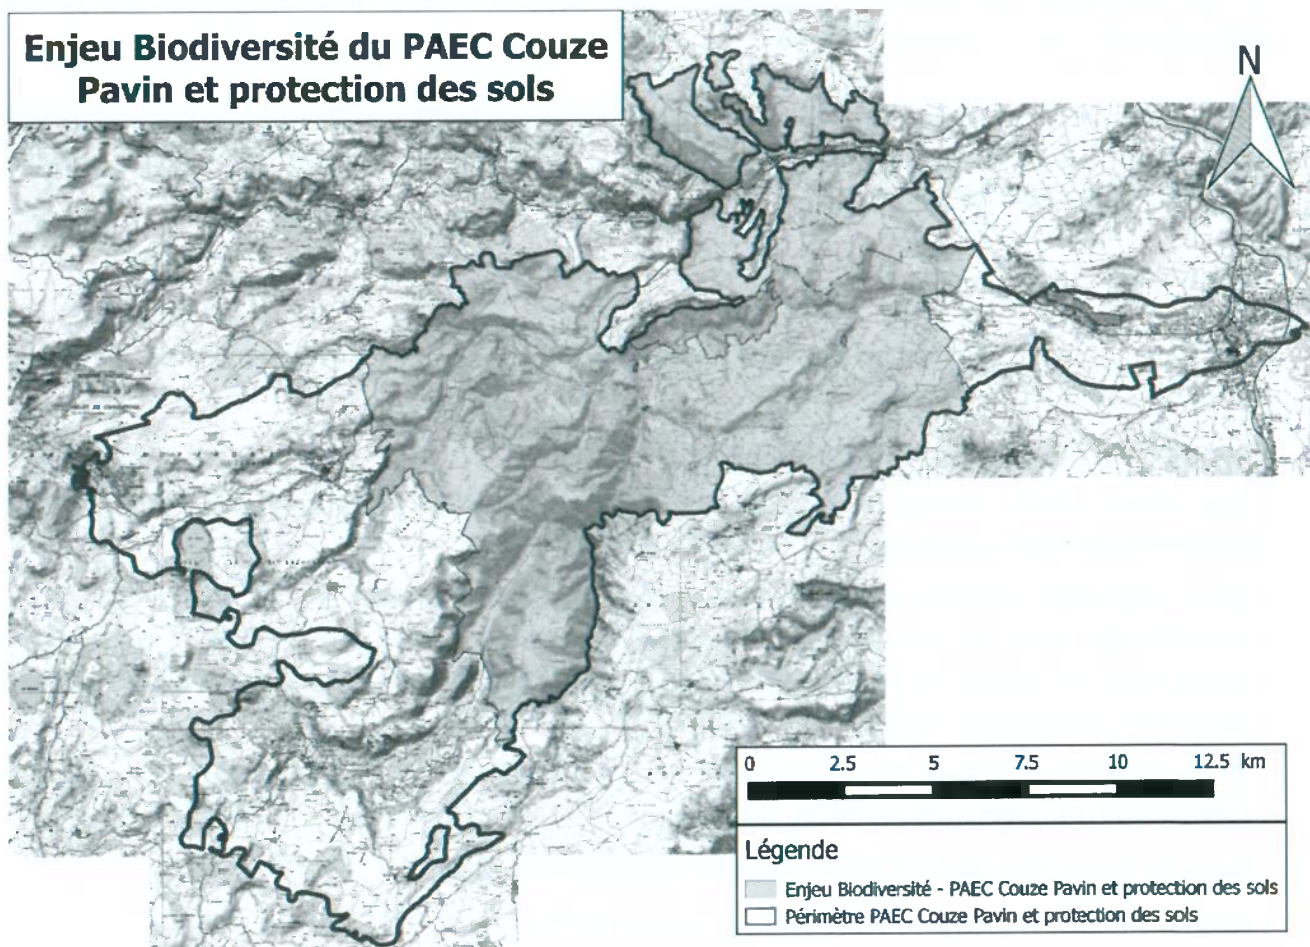 Enjeu Biodiversité du PAEC Couze
Pavin et protection des sols
N
0 2.5 5 7.5 10 12.5 km
Légende
Enjeu Biodiversité - PAEC Couze Pavin et protection des sols
Périmètre PAEC Couze Pavin et protection des sols